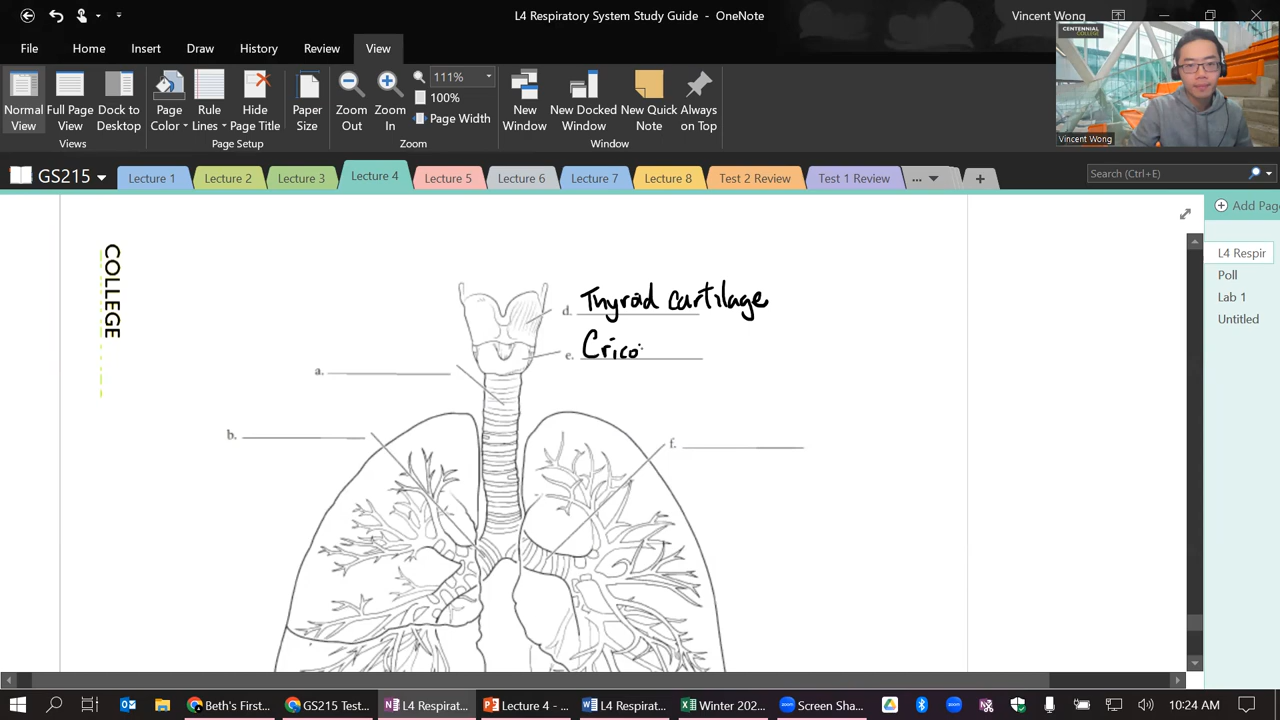 L4 Respiratory System Study Guide - OneNote
Vincent Wong
File Home Insert Draw History Review View
CENTENNIAL
COLLEGE
Vincent Wong
111%
100%
Page Width
Normal View
Full Page View
Dock to Desktop
Page Color
Rule Lines
Hide Page Title
Paper Size
Zoom Out
Zoom In
New Window
New Docked Window
New Quick Note
Always on Top
Views
Page Setup
Zoom
Window
GS215
Lecture 1
Lecture 2
Lecture 3
Lecture 4
Lecture 5
Lecture 6
Lecture 7
Lecture 8
Test 2 Review
Test 1 Review
...
Search (Ctrl+E)
Add Pag
L4 Respir
Poll
Lab 1
Untitled
COLLEGE
d. Thyroid cartilage
e. Crico
a.
b.
f.
Beth's First...
GS215 Test...
L4 Respirat...
Lecture 4 - ...
L4 Respirat...
Winter 202...
Screen Sha...
10:24 AM